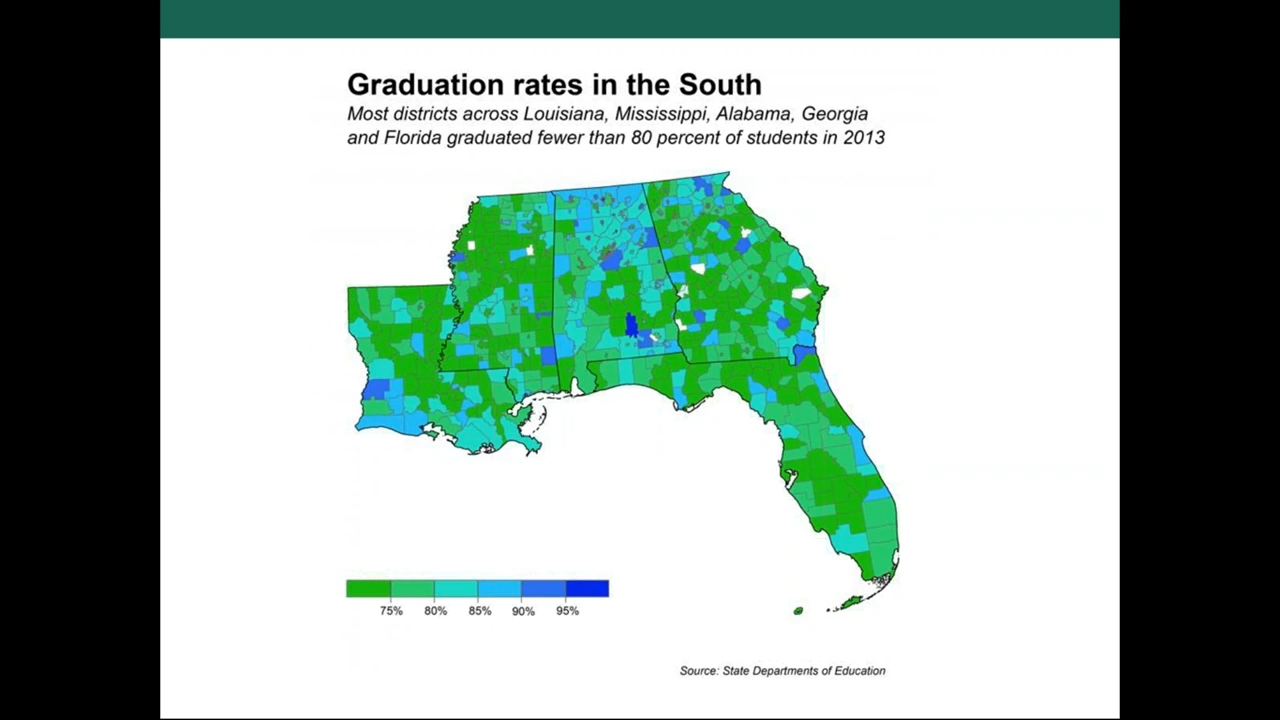 Graduation rates in the South
Most districts across Louisiana, Mississippi, Alabama, Georgia
and Florida graduated fewer than 80 percent of students in 2013
75% 80% 85% 90% 95%
Source: State Departments of Education